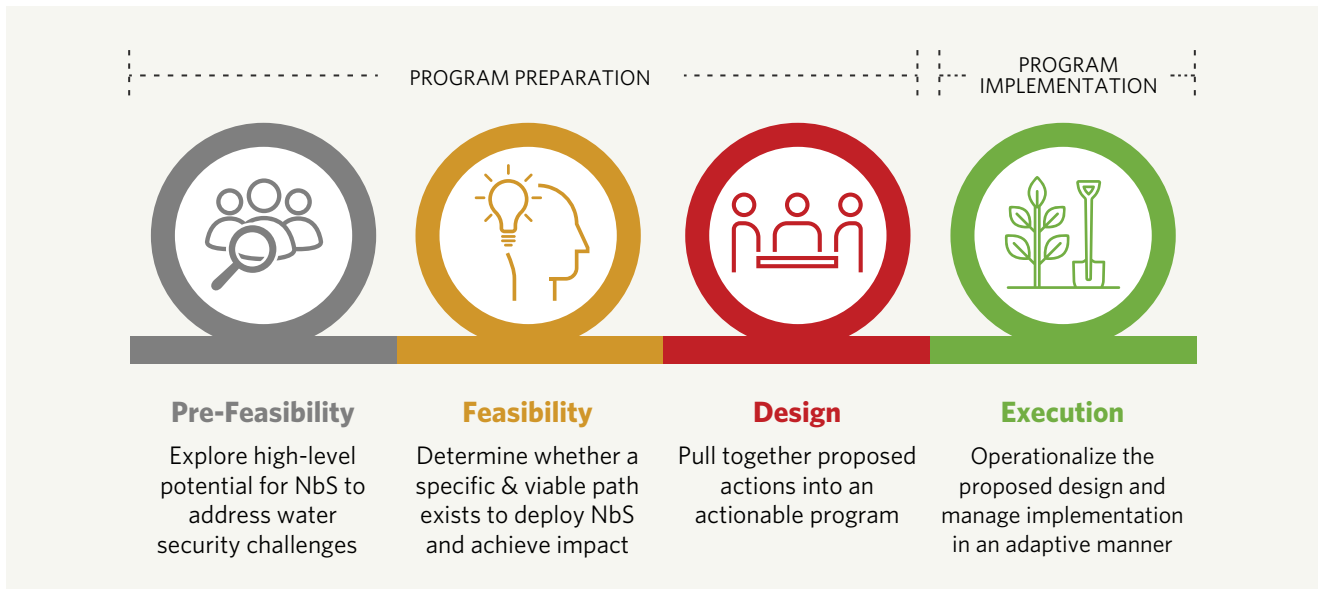 PROGRAM PREPARATION
PROGRAM
IMPLEMENTATION
Pre-Feasibility
Explore high-level
potential for NbS to
address water
security challenges
Feasibility
Determine whether a
specific & viable path
exists to deploy NbS
and achieve impact
Design
Pull together proposed
actions into an
actionable program
Execution
Operationalize the
proposed design and
manage implementation
in an adaptive manner